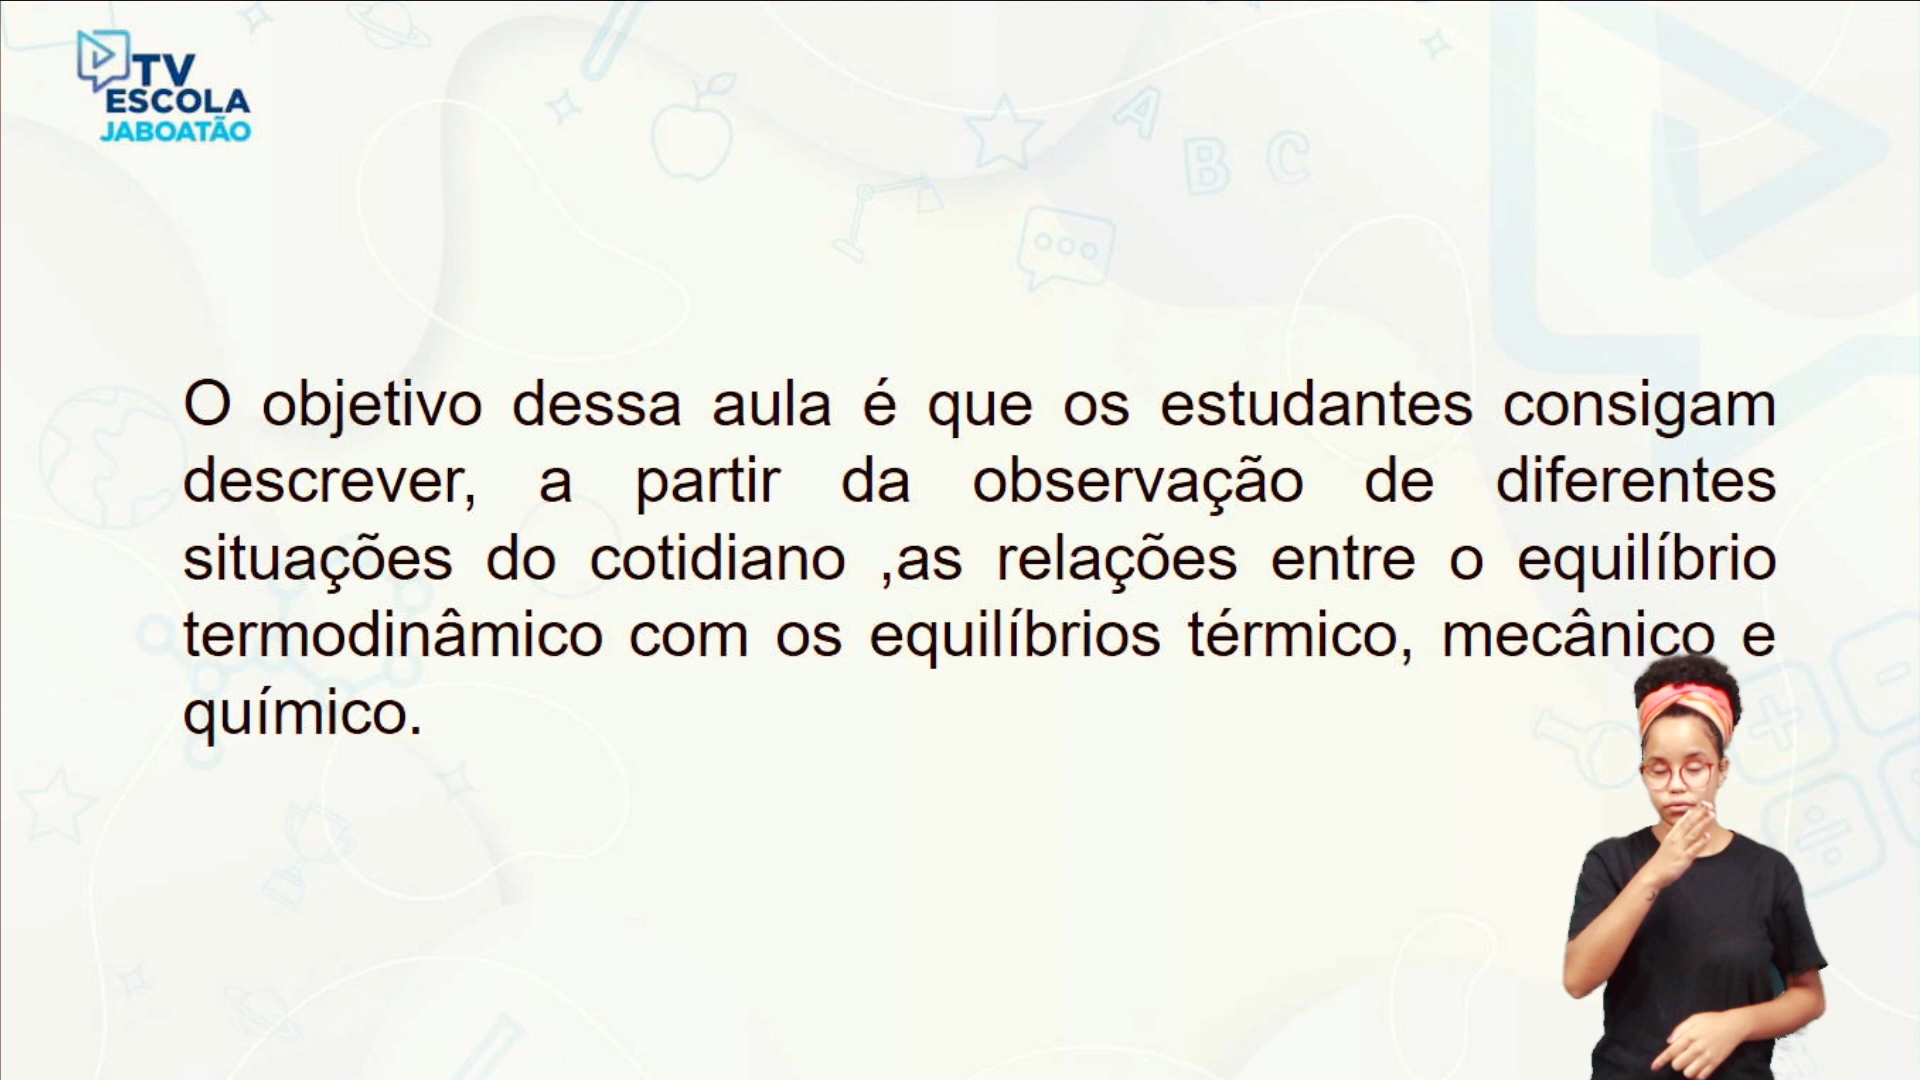 TV
ESCOLA
JABOATÃO
A
B C
O objetivo dessa aula é que os estudantes consigam
descrever, a partir da observação de diferentes
situações do cotidiano ,as relações entre o equilíbrio
termodinâmico com os equilíbrios térmico, mecânico e
químico.